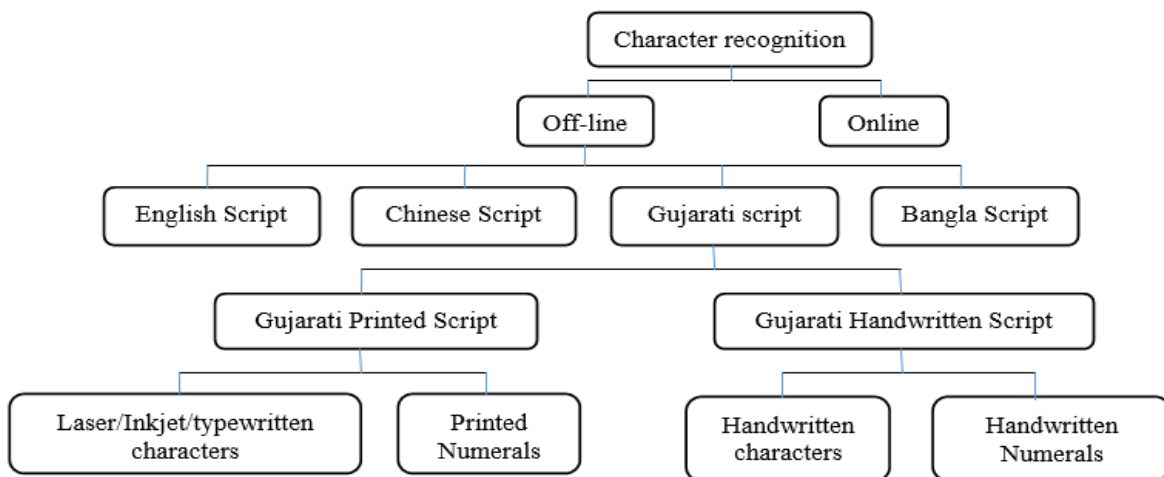 Character recognition
Off-line
Online
English Script
Chinese Script
Gujarati script
Bangla Script
Gujarati Printed Script
Gujarati Handwritten Script
Laser/Inkjet/typewritten
characters
Printed
Numerals
Handwritten
characters
Handwritten
Numerals